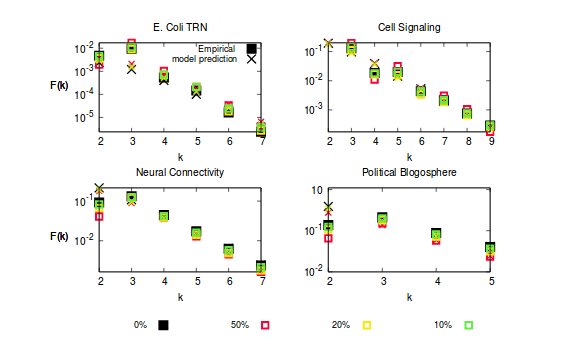 E. Coli TRN
Cell Signaling
F(k)
10^-2
10^-3
10^-4
10^-5
Empirical
model prediction
2 3 4 5 6 7
k
10^-1
10^-2
10^-3
2 3 4 5 6 7 8 9
k
Neural Connectivity
Political Blogosphere
F(k)
10^-1
10^-2
2 3 4 5 6 7
k
10
10^-1
10^-2
2 3 4 5
k
0% 50% 20% 10%